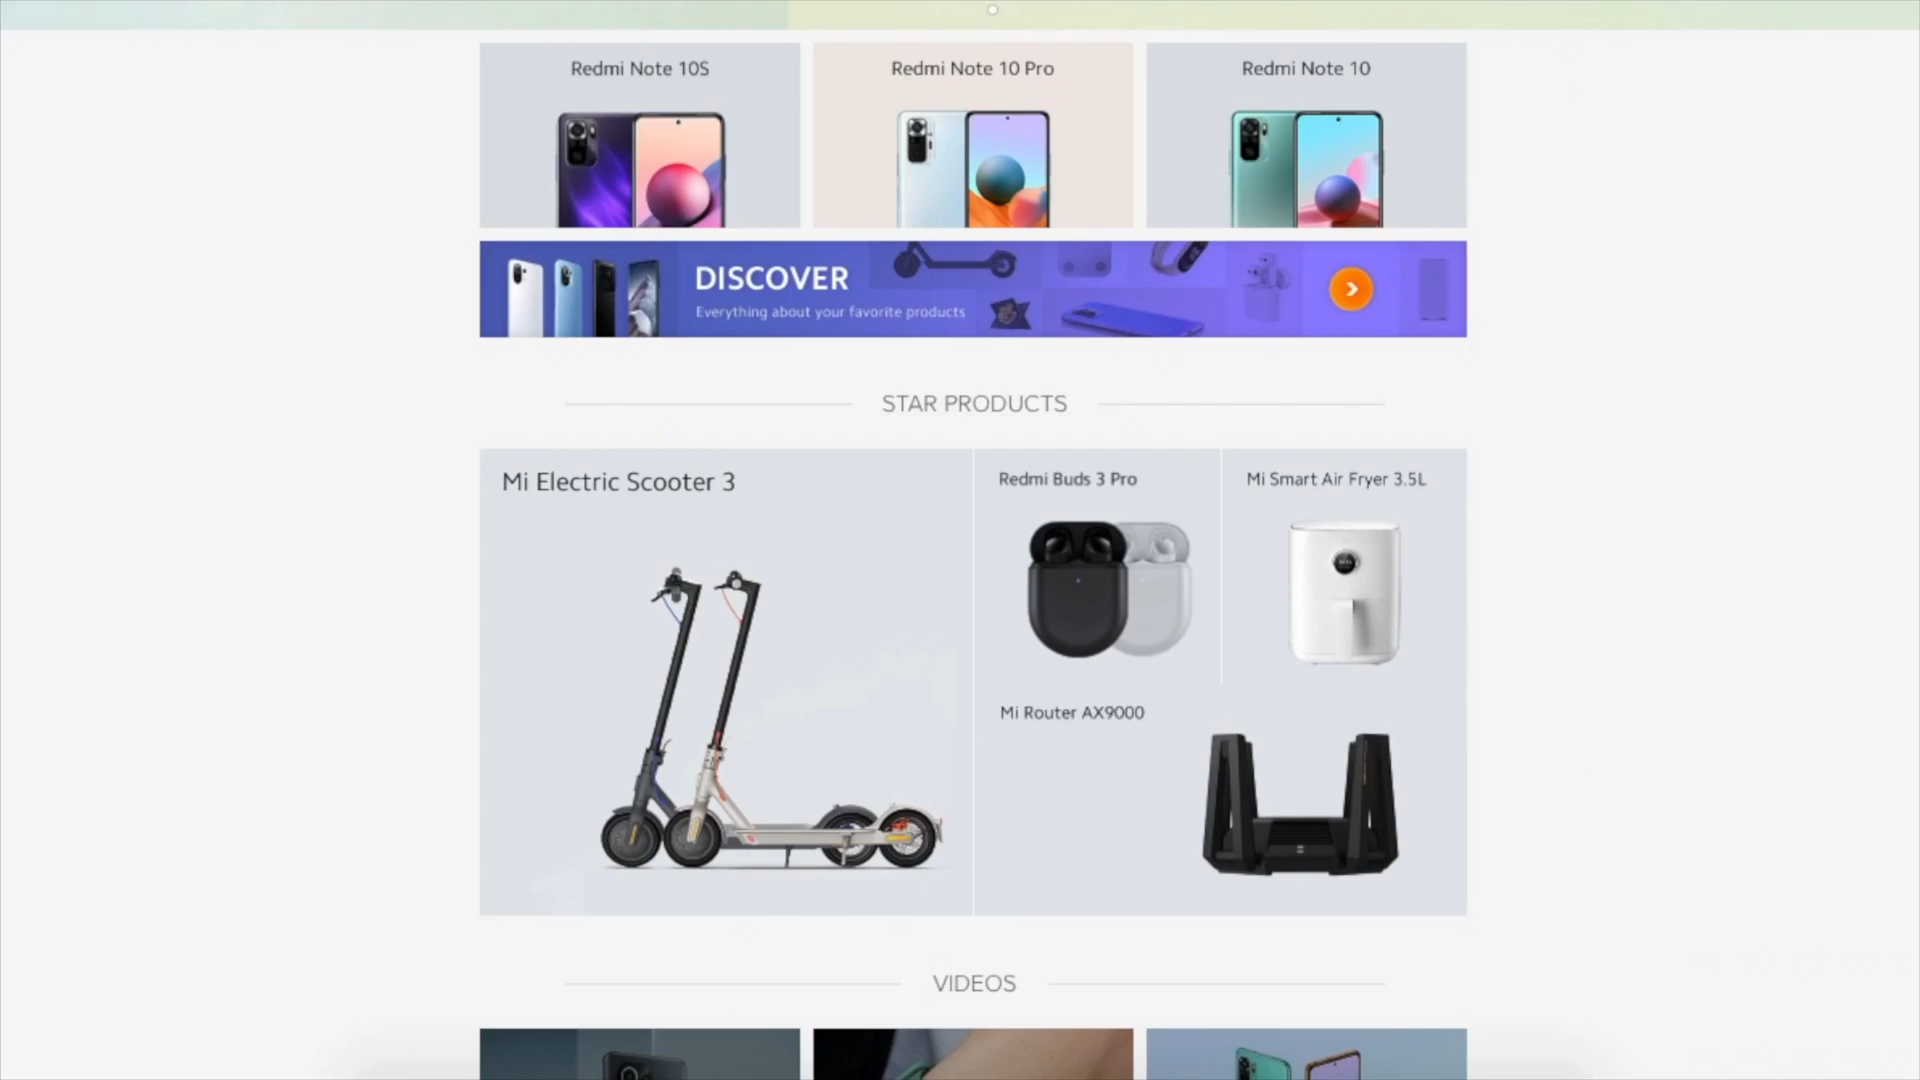 Redmi Note 10S
Redmi Note 10 Pro
Redmi Note 10
DISCOVER
Everything about your favorite products
STAR PRODUCTS
Mi Electric Scooter 3
Redmi Buds 3 Pro
Mi Smart Air Fryer 3.5L
Mi Router AX9000
VIDEOS